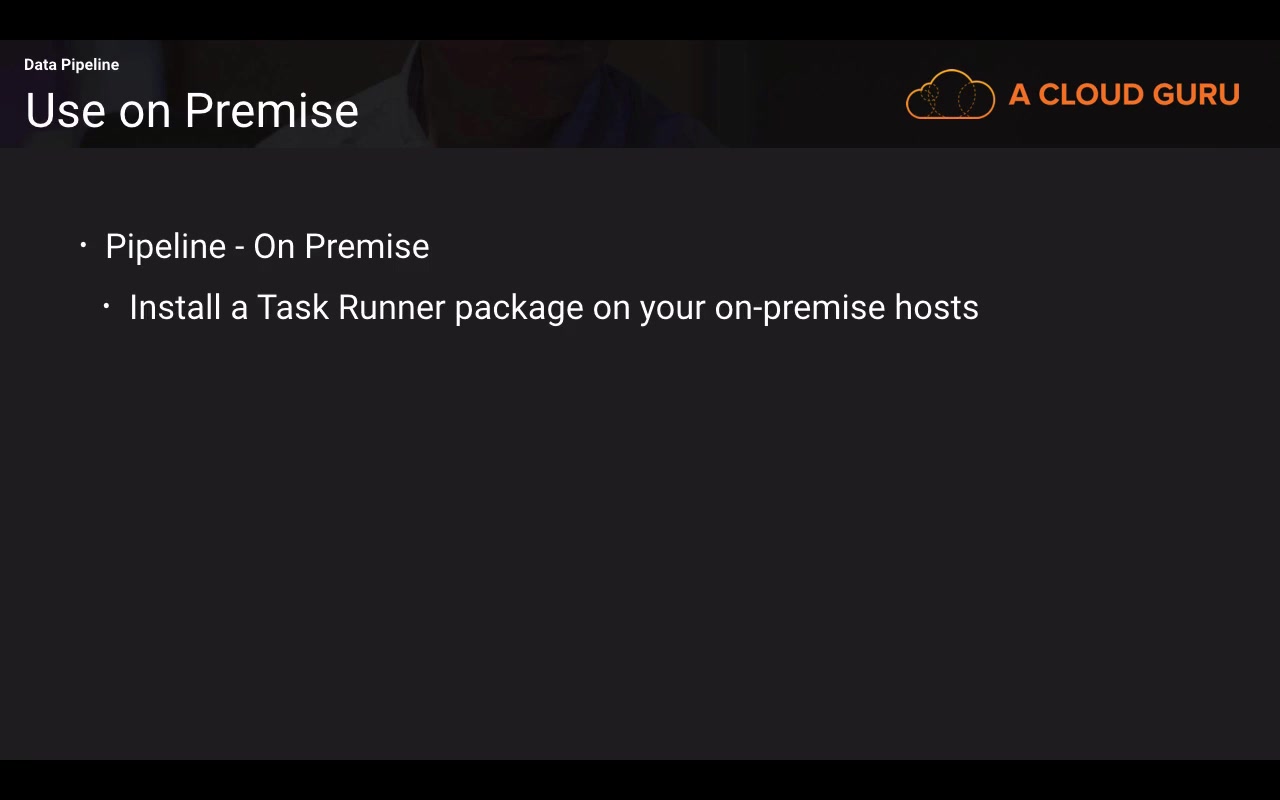 Data Pipeline
Use on Premise
A CLOUD GURU
• Pipeline - On Premise
• Install a Task Runner package on your on-premise hosts